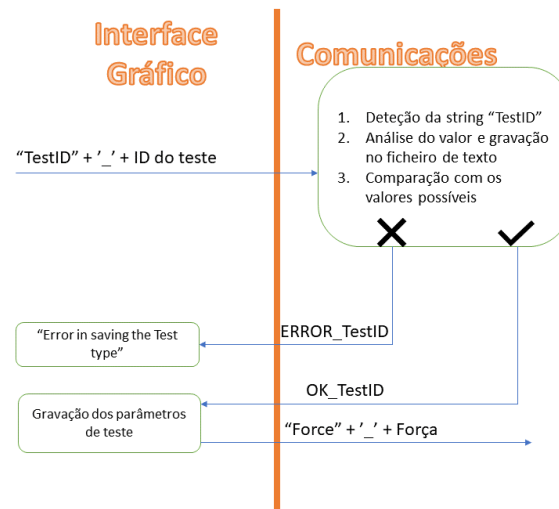 Interface
Gráfico
Comunicações
1. Deteção da string “TestID”
2. Análise do valor e gravação
no ficheiro de texto
3. Comparação com os
valores possíveis
“TestID” + ’_’ + ID do teste
ERROR_TestID
“Error in saving the Test
type”
OK_TestID
Gravação dos parâmetros
de teste
“Force” + ’_’ + Força